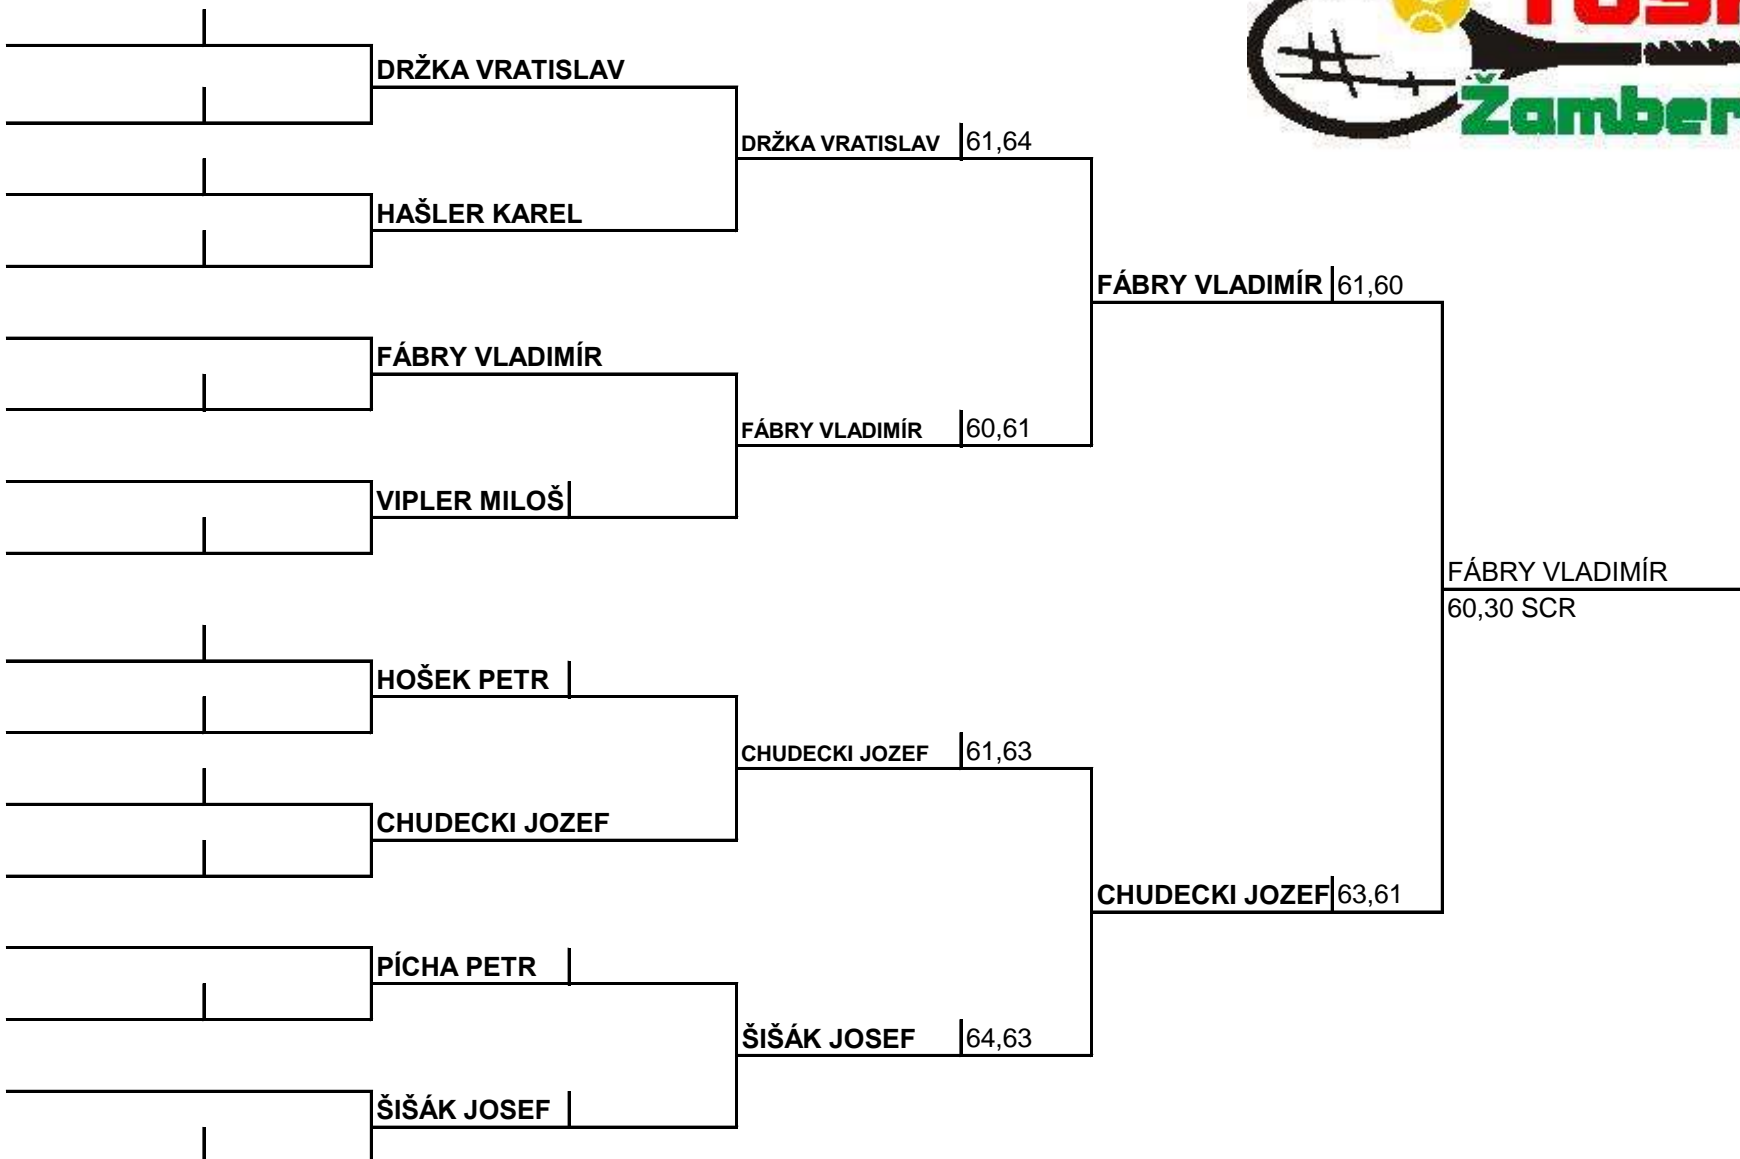 DRŽKA VRATISLAV
DRŽKA VRATISLAV 61,64
HAŠLER KAREL
FÁBRY VLADIMÍR 61,60
FÁBRY VLADIMÍR
FÁBRY VLADIMÍR 60,61
VIPLER MILOŠ
FÁBRY VLADIMÍR
60,30 SCR
HOŠEK PETR
CHUDECKI JOZEF 61,63
CHUDECKI JOZEF
CHUDECKI JOZEF 63,61
PÍCHA PETR
ŠIŠÁK JOSEF 64,63
ŠIŠÁK JOSEF